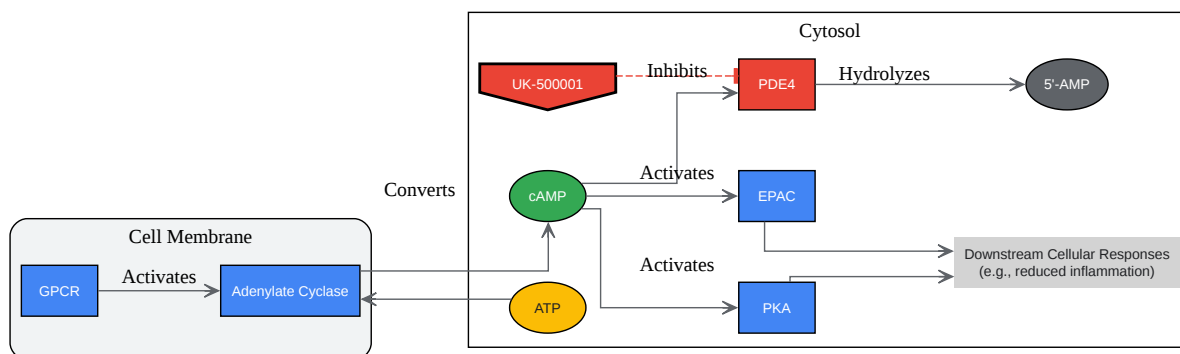 Cytosol
UK-500001
Inhibits
PDE4
Hydrolyzes
5'-AMP
Converts
cAMP
Activates
EPAC
Cell Membrane
GPCR
Activates
Adenylate Cyclase
ATP
Activates
PKA
Downstream Cellular Responses
(e.g., reduced inflammation)